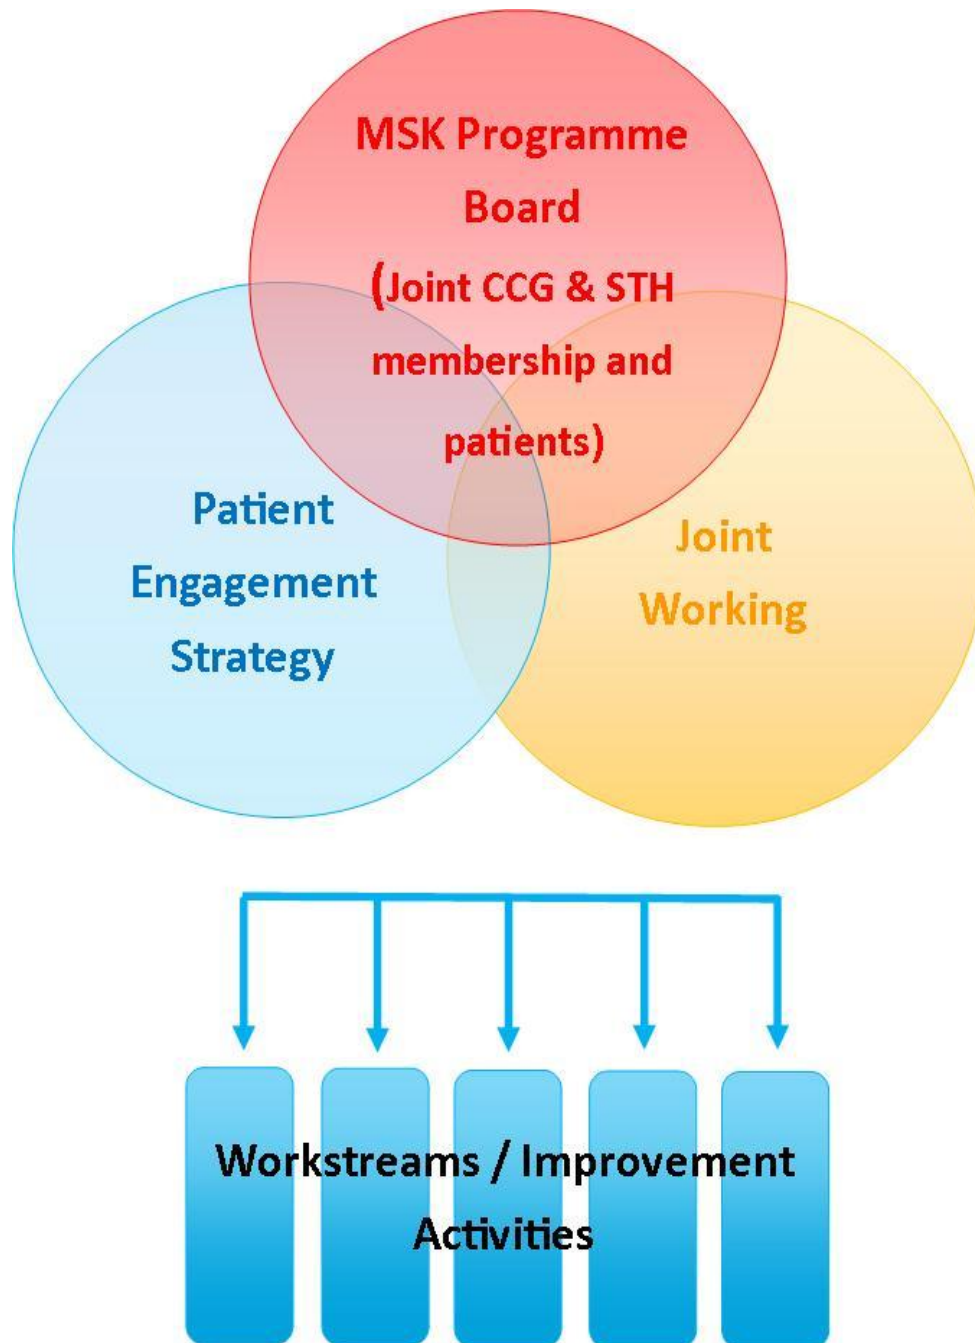 MSK Programme
Board
(Joint CCG & STH
membership and
patients)
Patient
Engagement
Strategy
Joint
Working
Workstreams / Improvement
Activities